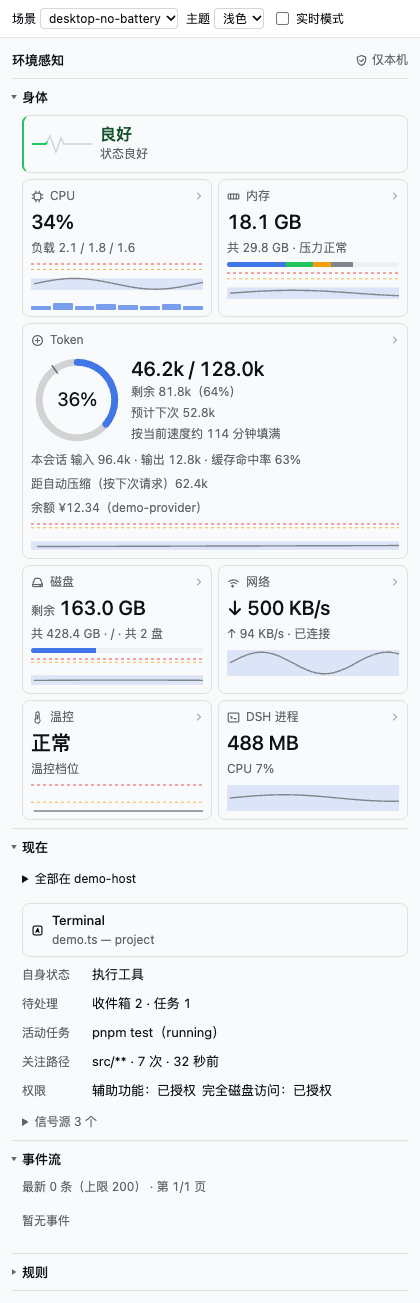 场景 desktop-no-battery 主题 浅色 实时模式
环境感知 仅本机
身体
良好
状态良好
CPU
34%
负载 2.1 / 1.8 / 1.6
内存
18.1 GB
共 29.8 GB · 压力正常
Token
36%
46.2k / 128.0k
剩余 81.8k（64%）
预计下次 52.8k
按当前速度约 114 分钟填满
本会话 输入 96.4k · 输出 12.8k · 缓存命中率 63%
距自动压缩（按下次请求）62.4k
余额 ¥12.34（demo-provider）
磁盘
剩余 163.0 GB
共 428.4 GB · / · 共 2 盘
网络
↓ 500 KB/s
↑ 94 KB/s · 已连接
温控
正常
温控档位
DSH 进程
488 MB
CPU 7%
现在
全部在 demo-host
Terminal
demo.ts — project
自身状态 执行工具
待处理 收件箱 2 · 任务 1
活动任务 pnpm test（running）
关注路径 src/** · 7 次 · 32 秒前
权限 辅助功能：已授权 完全磁盘访问：已授权
信号源 3 个
事件流
最新 0 条（上限 200） · 第 1/1 页
暂无事件
规则